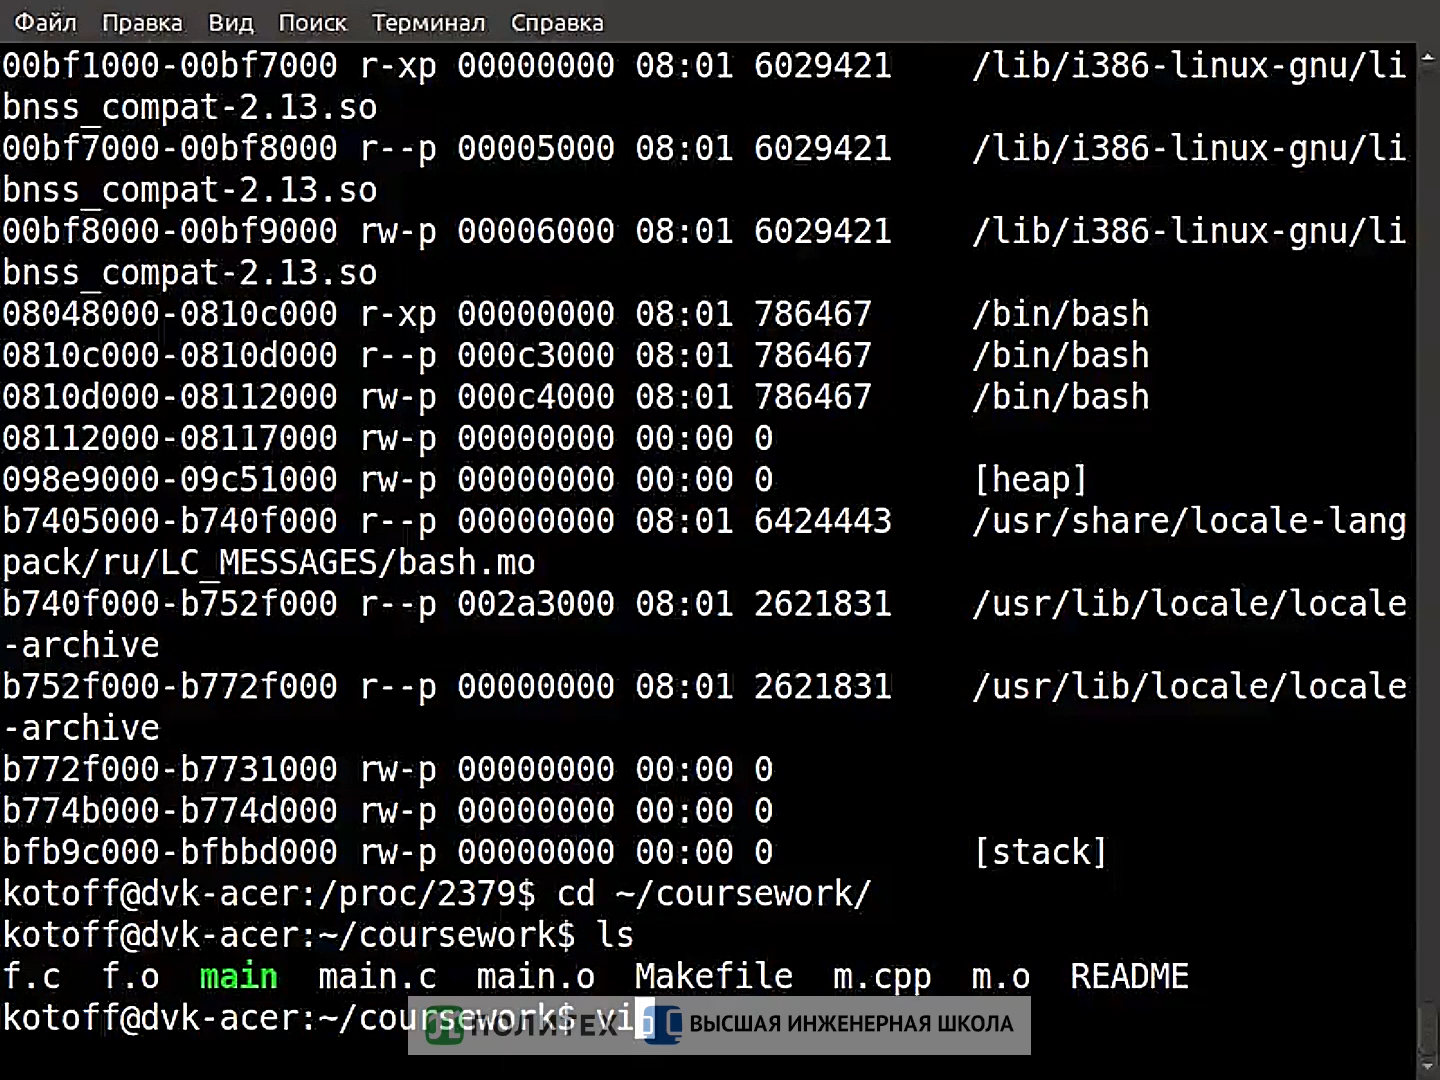 Файл Правка Вид Поиск Терминал Справка
00bf1000-00bf7000 r-xp 00000000 08:01 6029421    /lib/i386-linux-gnu/li
bnss_compat-2.13.so
00bf7000-00bf8000 r--p 00005000 08:01 6029421    /lib/i386-linux-gnu/li
bnss_compat-2.13.so
00bf8000-00bf9000 rw-p 00006000 08:01 6029421    /lib/i386-linux-gnu/li
bnss_compat-2.13.so
08048000-0810c000 r-xp 00000000 08:01 786467     /bin/bash
0810c000-0810d000 r--p 000c3000 08:01 786467     /bin/bash
0810d000-08112000 rw-p 000c4000 08:01 786467     /bin/bash
08112000-08117000 rw-p 00000000 00:00 0
098e9000-09c51000 rw-p 00000000 00:00 0          [heap]
b7405000-b740f000 r--p 00000000 08:01 6424443    /usr/share/locale-lang
pack/ru/LC_MESSAGES/bash.mo
b740f000-b752f000 r--p 002a3000 08:01 2621831    /usr/lib/locale/locale
-archive
b752f000-b772f000 r--p 00000000 08:01 2621831    /usr/lib/locale/locale
-archive
b772f000-b7731000 rw-p 00000000 00:00 0
b774b000-b774d000 rw-p 00000000 00:00 0
bfb9c000-bfbbd000 rw-p 00000000 00:00 0          [stack]
kotoff@dvk-acer:/proc/2379$ cd ~/coursework/
kotoff@dvk-acer:~/coursework$ ls
f.c  f.o  main  main.c  main.o  Makefile  m.cpp  m.o  README
kotoff@dvk-acer:~/coursework$ vi
ПОЛИТЕХ ВЫСШАЯ ИНЖЕНЕРНАЯ ШКОЛА